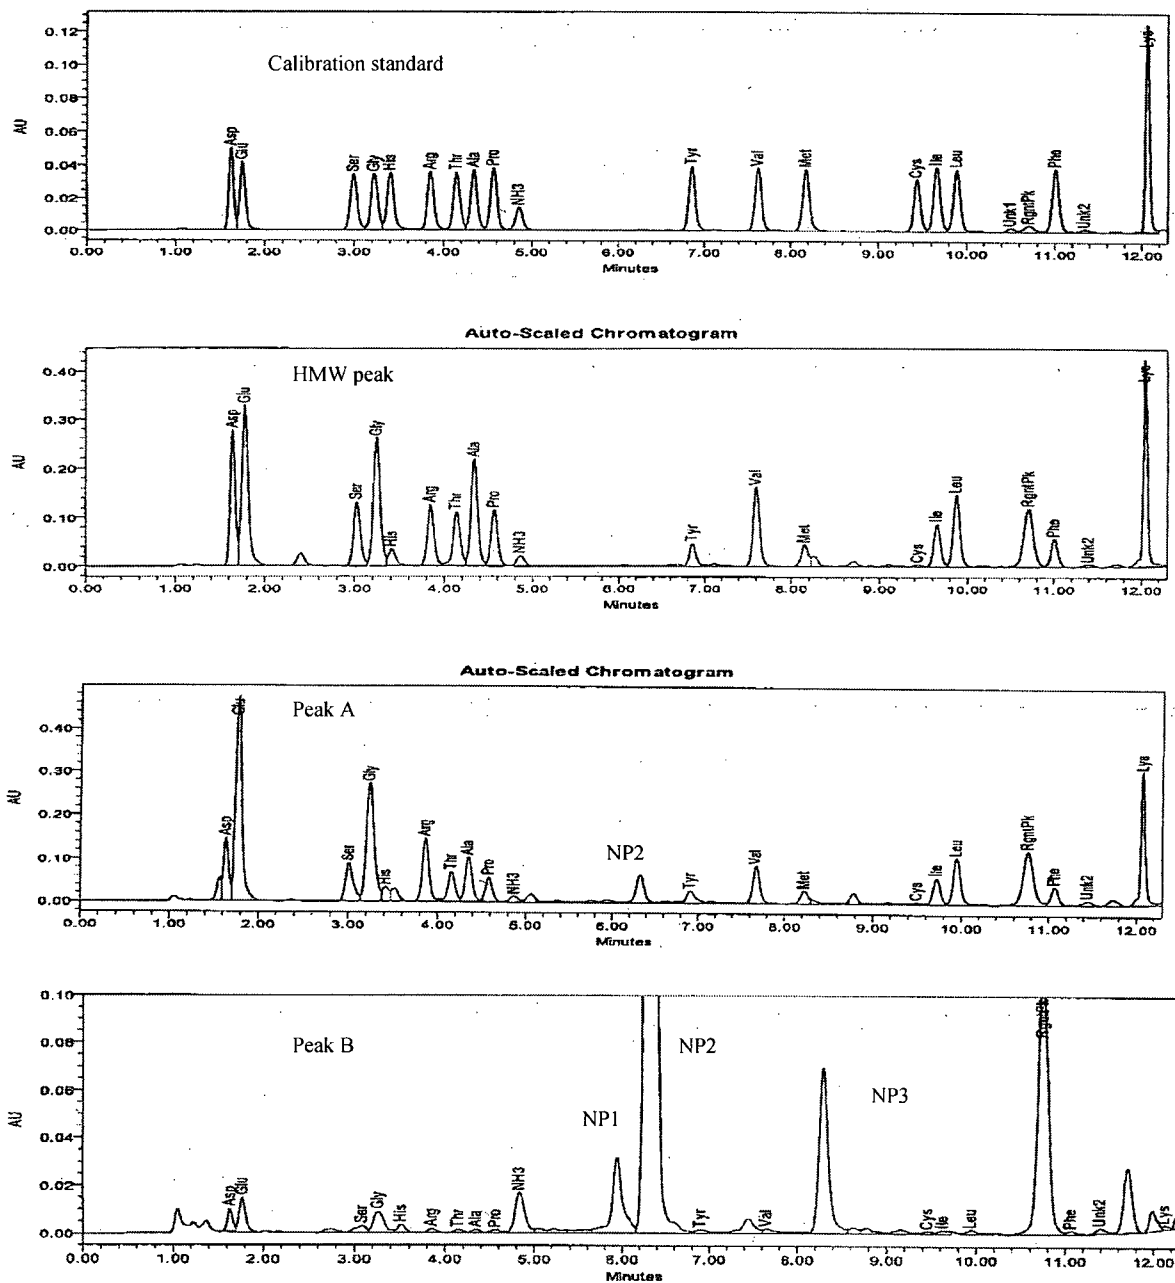 Calibration standard
AU
0.12
0.10
0.08
0.06
0.04
0.02
0.00
Asp
Glu
Ser
Gly
His
Arg
Thr
Ala
Pro
NH3
Tyr
Val
Met
Cys
Ile
Leu
Unk1
RgntPk
Phe
Unk2
Lys
0.00 1.00 2.00 3.00 4.00 5.00 6.00 7.00 8.00 9.00 10.00 11.00 12.00
Minutes
Auto-Scaled Chromatogram
HMW peak
AU
0.40
0.30
0.20
0.10
0.00
Asp
Glu
Ser
Gly
His
Arg
Thr
Ala
Pro
NH3
Tyr
Val
Met
Cys
Ile
Leu
RgntPk
Phe
Unk2
Lys
0.00 1.00 2.00 3.00 4.00 5.00 6.00 7.00 8.00 9.00 10.00 11.00 12.00
Minutes
Auto-Scaled Chromatogram
Peak A
AU
0.40
0.30
0.20
0.10
0.00
Asp
Glu
Ser
Gly
His
Arg
Thr
Ala
Pro
NH3
NP2
Tyr
Val
Met
Cys
Ile
Leu
RgntPk
Phe
Unk2
Lys
0.00 1.00 2.00 3.00 4.00 5.00 6.00 7.00 8.00 9.00 10.00 11.00 12.00
Minutes
Peak B
AU
0.10
0.08
0.06
0.04
0.02
0.00
Asp
Glu
Ser
Gly
His
Arg
Thr
Ala
Pro
NH3
NP1
NP2
Tyr
Val
NP3
Cys
Ile
Leu
RgntPk
Phe
Unk2
Lys
0.00 1.00 2.00 3.00 4.00 5.00 6.00 7.00 8.00 9.00 10.00 11.00 12.00
Minutes